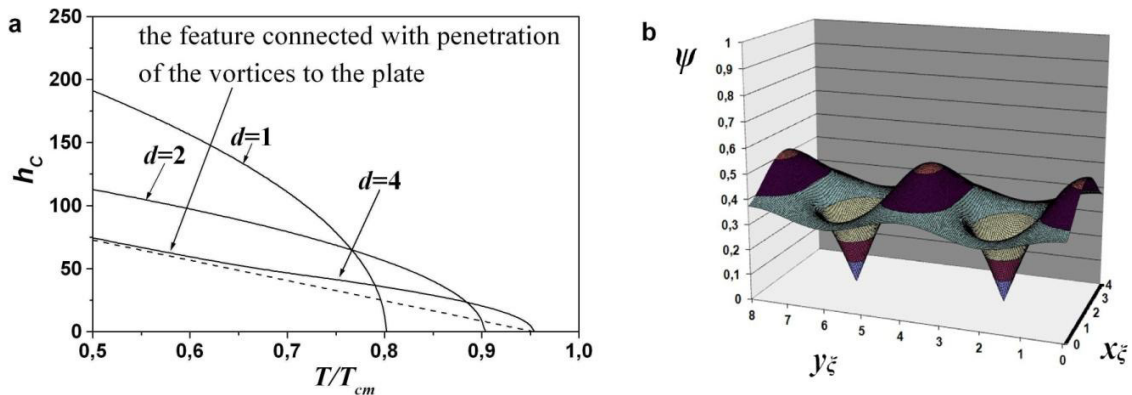 a
250
200
150
100
50
0
h_C
the feature connected with penetration
of the vortices to the plate
d=1
d=2
d=4
0,5 0,6 0,7 0,8 0,9 1,0
T/T_cm
b
ψ
1
0,9
0,8
0,7
0,6
0,5
0,4
0,3
0,2
0,1
0
8 7 6 5 4 3 2 1 0
yξ
4
3
2
1
0
xξ